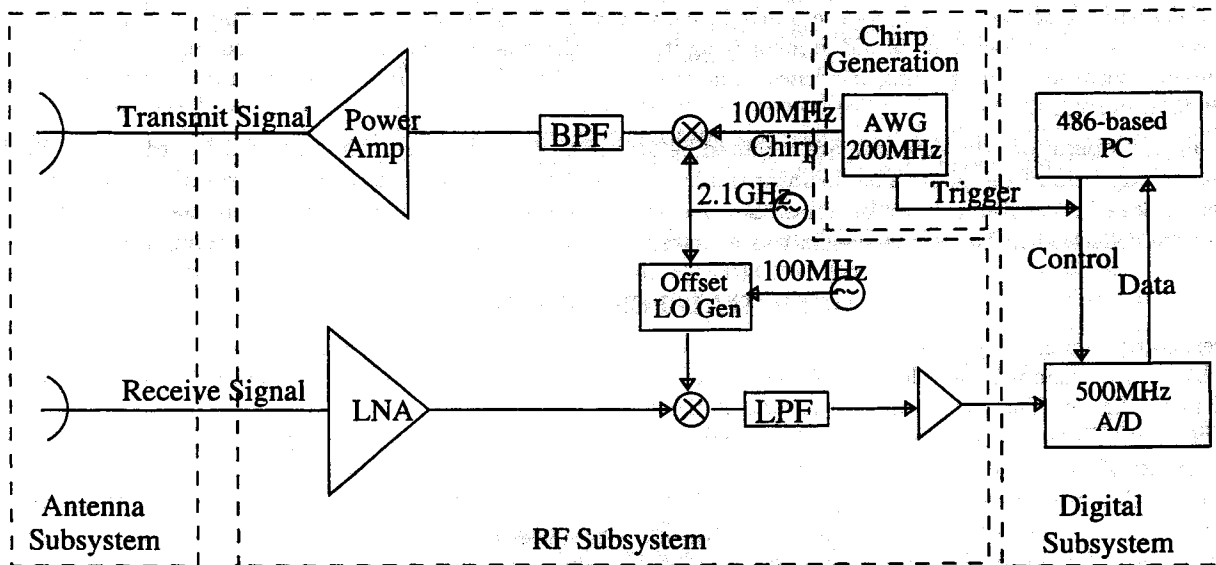 Chirp
Generation
Transmit Signal
Power
Amp
BPF
100MHz
Chirp
AWG
200MHz
486-based
PC
Trigger
2.1GHz
Control
Data
Offset
LO Gen
100MHz
Receive Signal
LNA
LPF
500MHz
A/D
Antenna
Subsystem
RF Subsystem
Digital
Subsystem